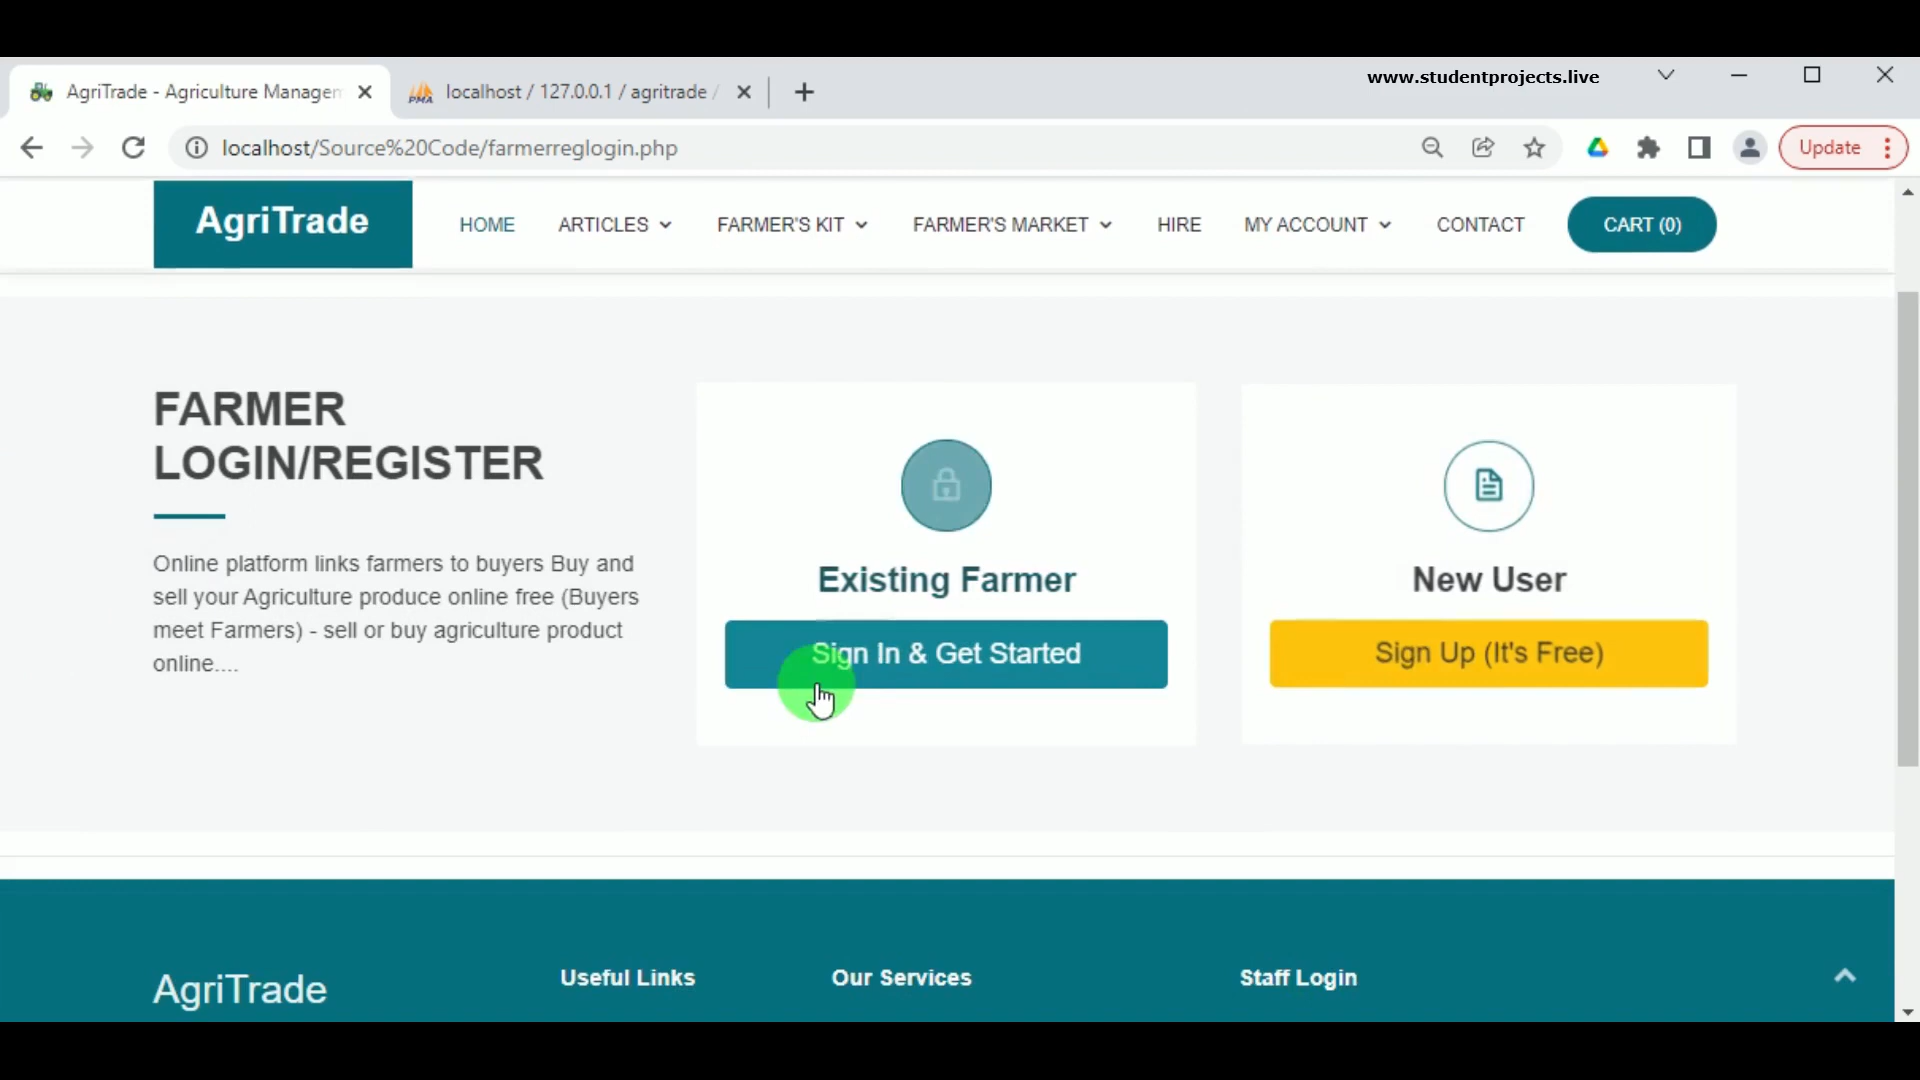 AgriTrade - Agriculture Managen
localhost / 127.0.0.1 / agritrade /
www.studentprojects.live
localhost/Source%20Code/farmerreglogin.php
Update
AgriTrade
HOME
ARTICLES
FARMER'S KIT
FARMER'S MARKET
HIRE
MY ACCOUNT
CONTACT
CART (0)
FARMER
LOGIN/REGISTER
Online platform links farmers to buyers Buy and
sell your Agriculture produce online free (Buyers
meet Farmers) - sell or buy agriculture product
online....
Existing Farmer
Sign In & Get Started
New User
Sign Up (It's Free)
AgriTrade
Useful Links
Our Services
Staff Login